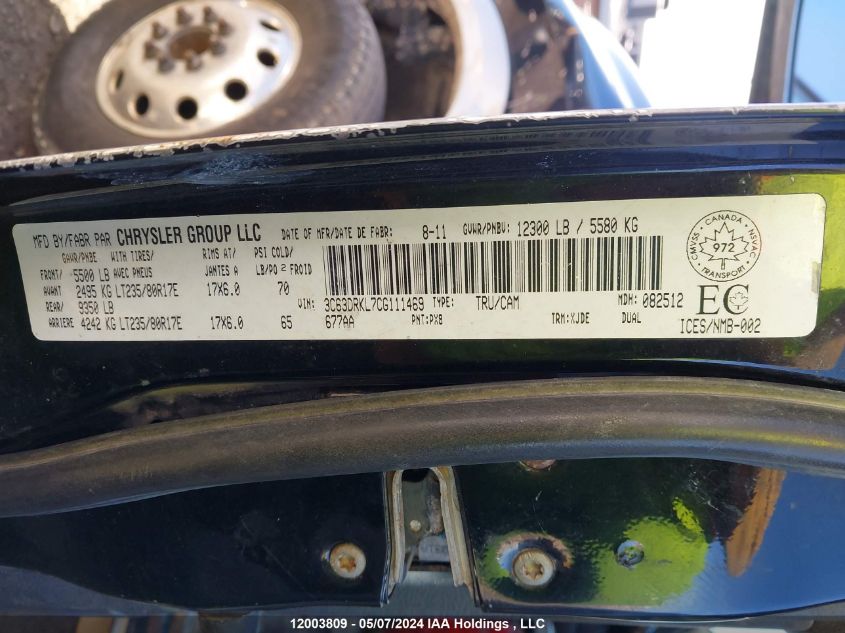 MFD BY/FABR PAR CHRYSLER GROUP LLC DATE OF MFR/DATE DE FABR: 8-11 GVWR/PNBV: 12300 LB / 5580 KG
GAWR/PNBE WITH TIRES/ RIMS AT/ PSI COLD/
FRONT/ 5500 LB AVEC PNEUS JANTES A LB/PO2 FROID
AVANT 2495 KG LT235/80R17E 17X6.0 70
REAR/ 9350 LB VIN: 3C63DRKL7CG111469 TYPE: TRU/CAM MDH: 082512
ARRIERE 4242 KG LT235/80R17E 17X6.0 65 677AA PNT:PX8 TRM:XJDE DUAL
CANADA
CMVSS NSVAC
972
TRANSPORT
EC
ICES/NMB-002
12003809 - 05/07/2024 IAA Holdings , LLC